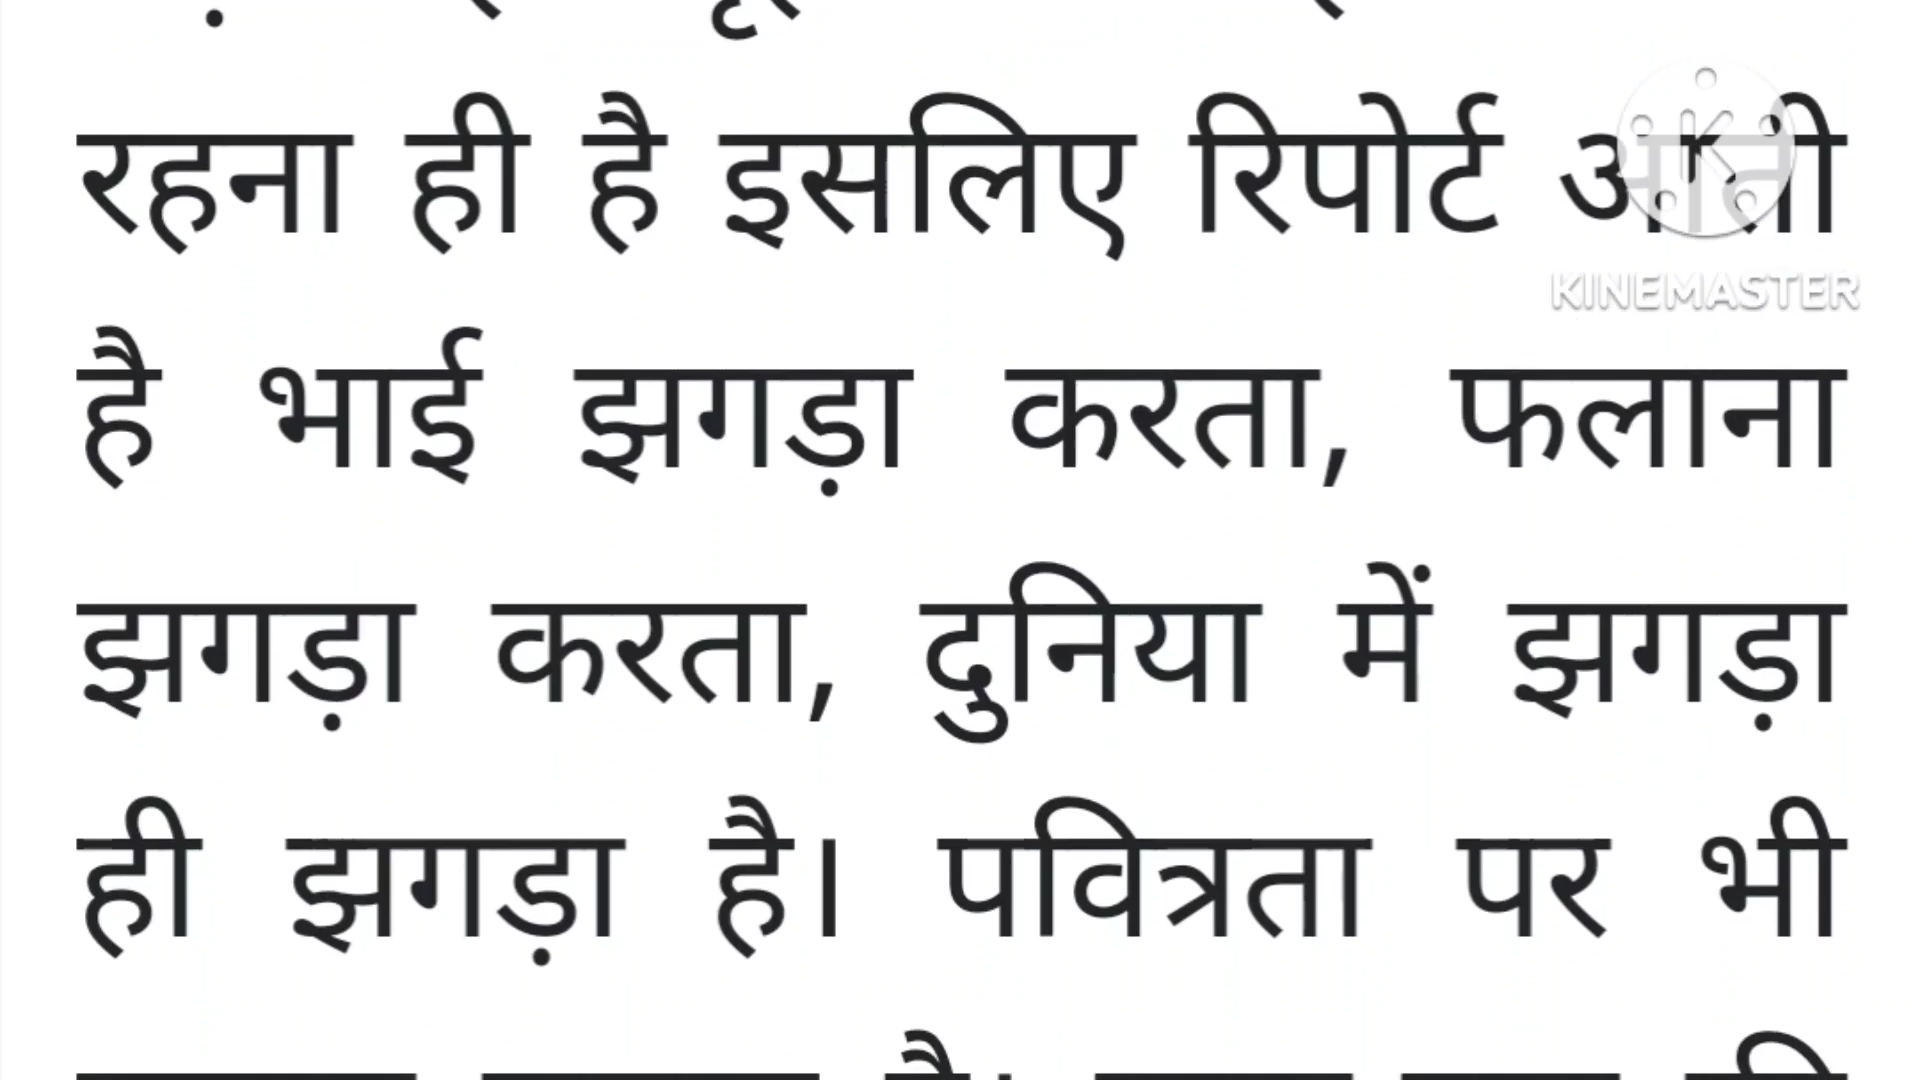 रहना ही है इसलिए रिपोर्ट आती
KINEMASTER
है भाई झगड़ा करता, फलाना
झगड़ा करता, दुनिया में झगड़ा
ही झगड़ा है। पवित्रता पर भी